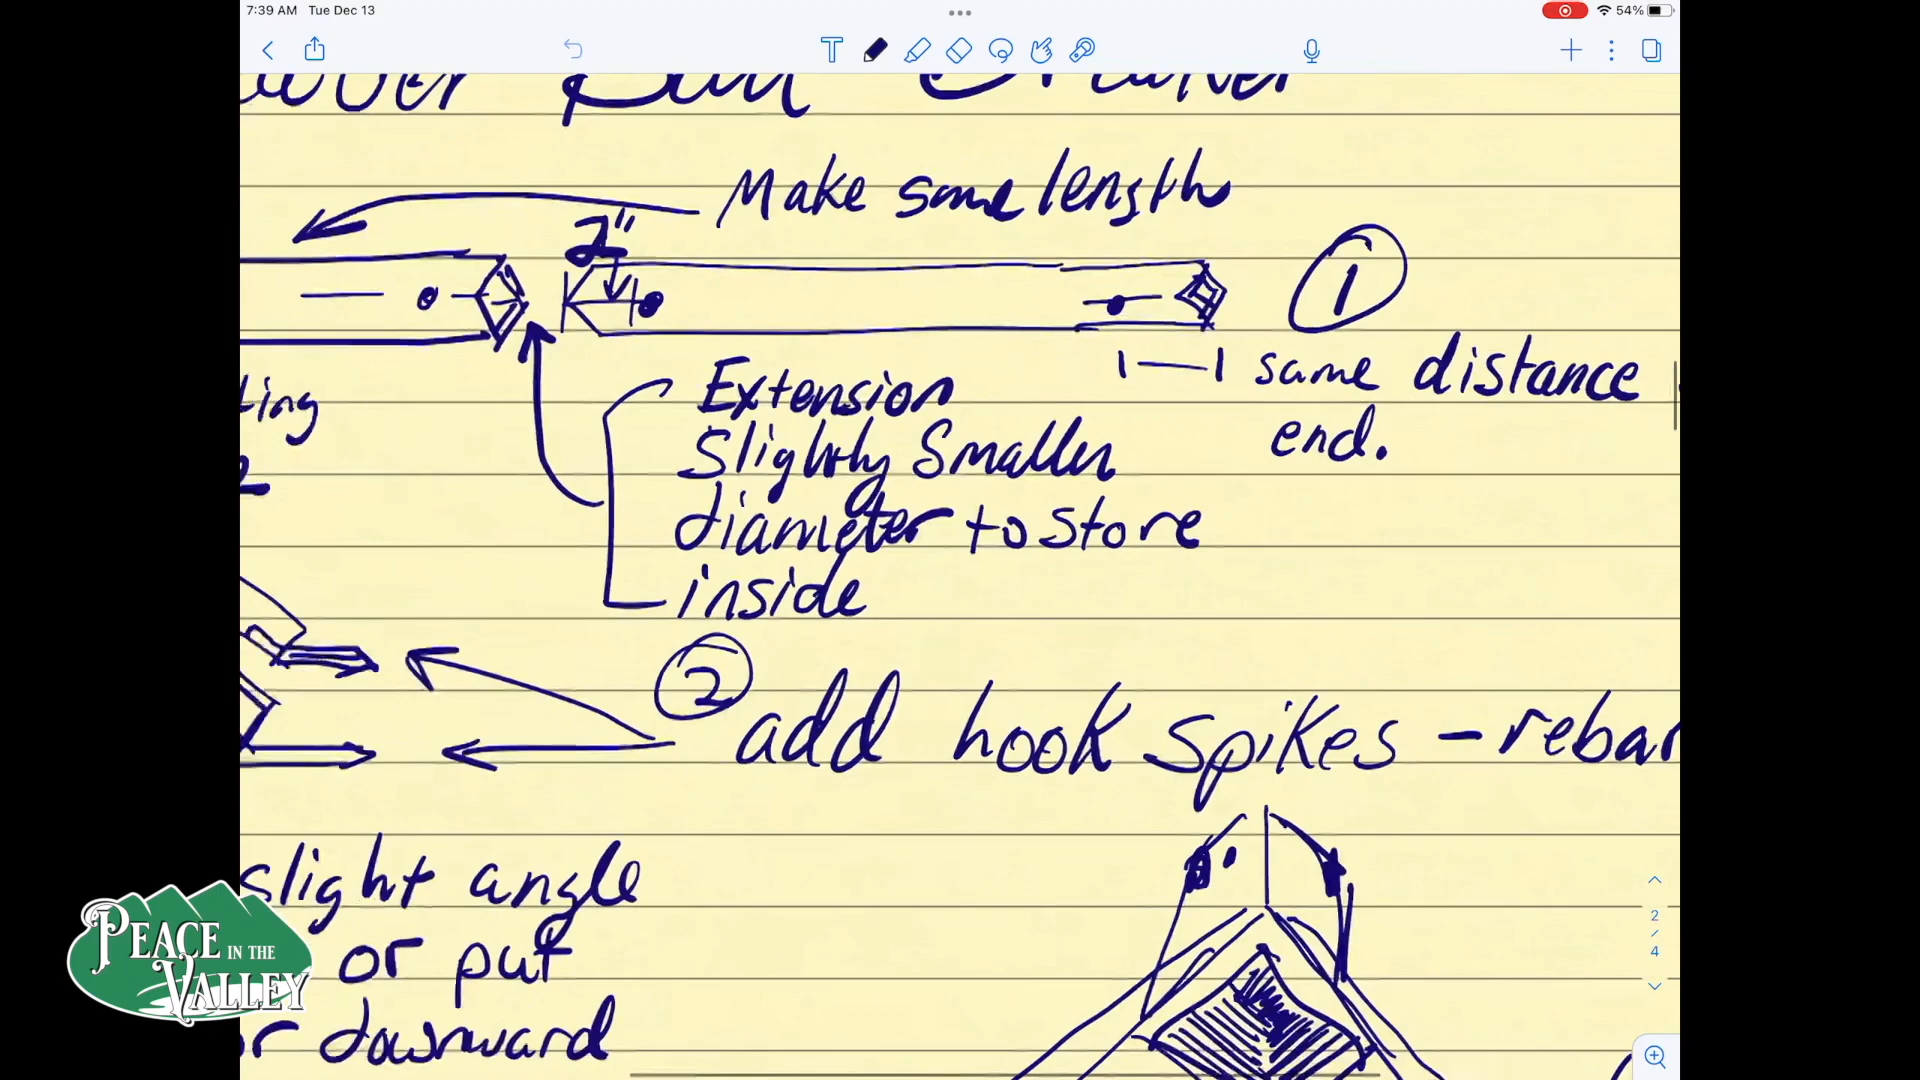 7:39 AM Tue Dec 13
54%
Make same length
2"
1
Extension
same distance
ting
Slightly Smaller
end.
diameter to store
inside
2
add hook spikes - rebar
slight angle
or put
or downward
2
/
4
PEACE IN THE
VALLEY